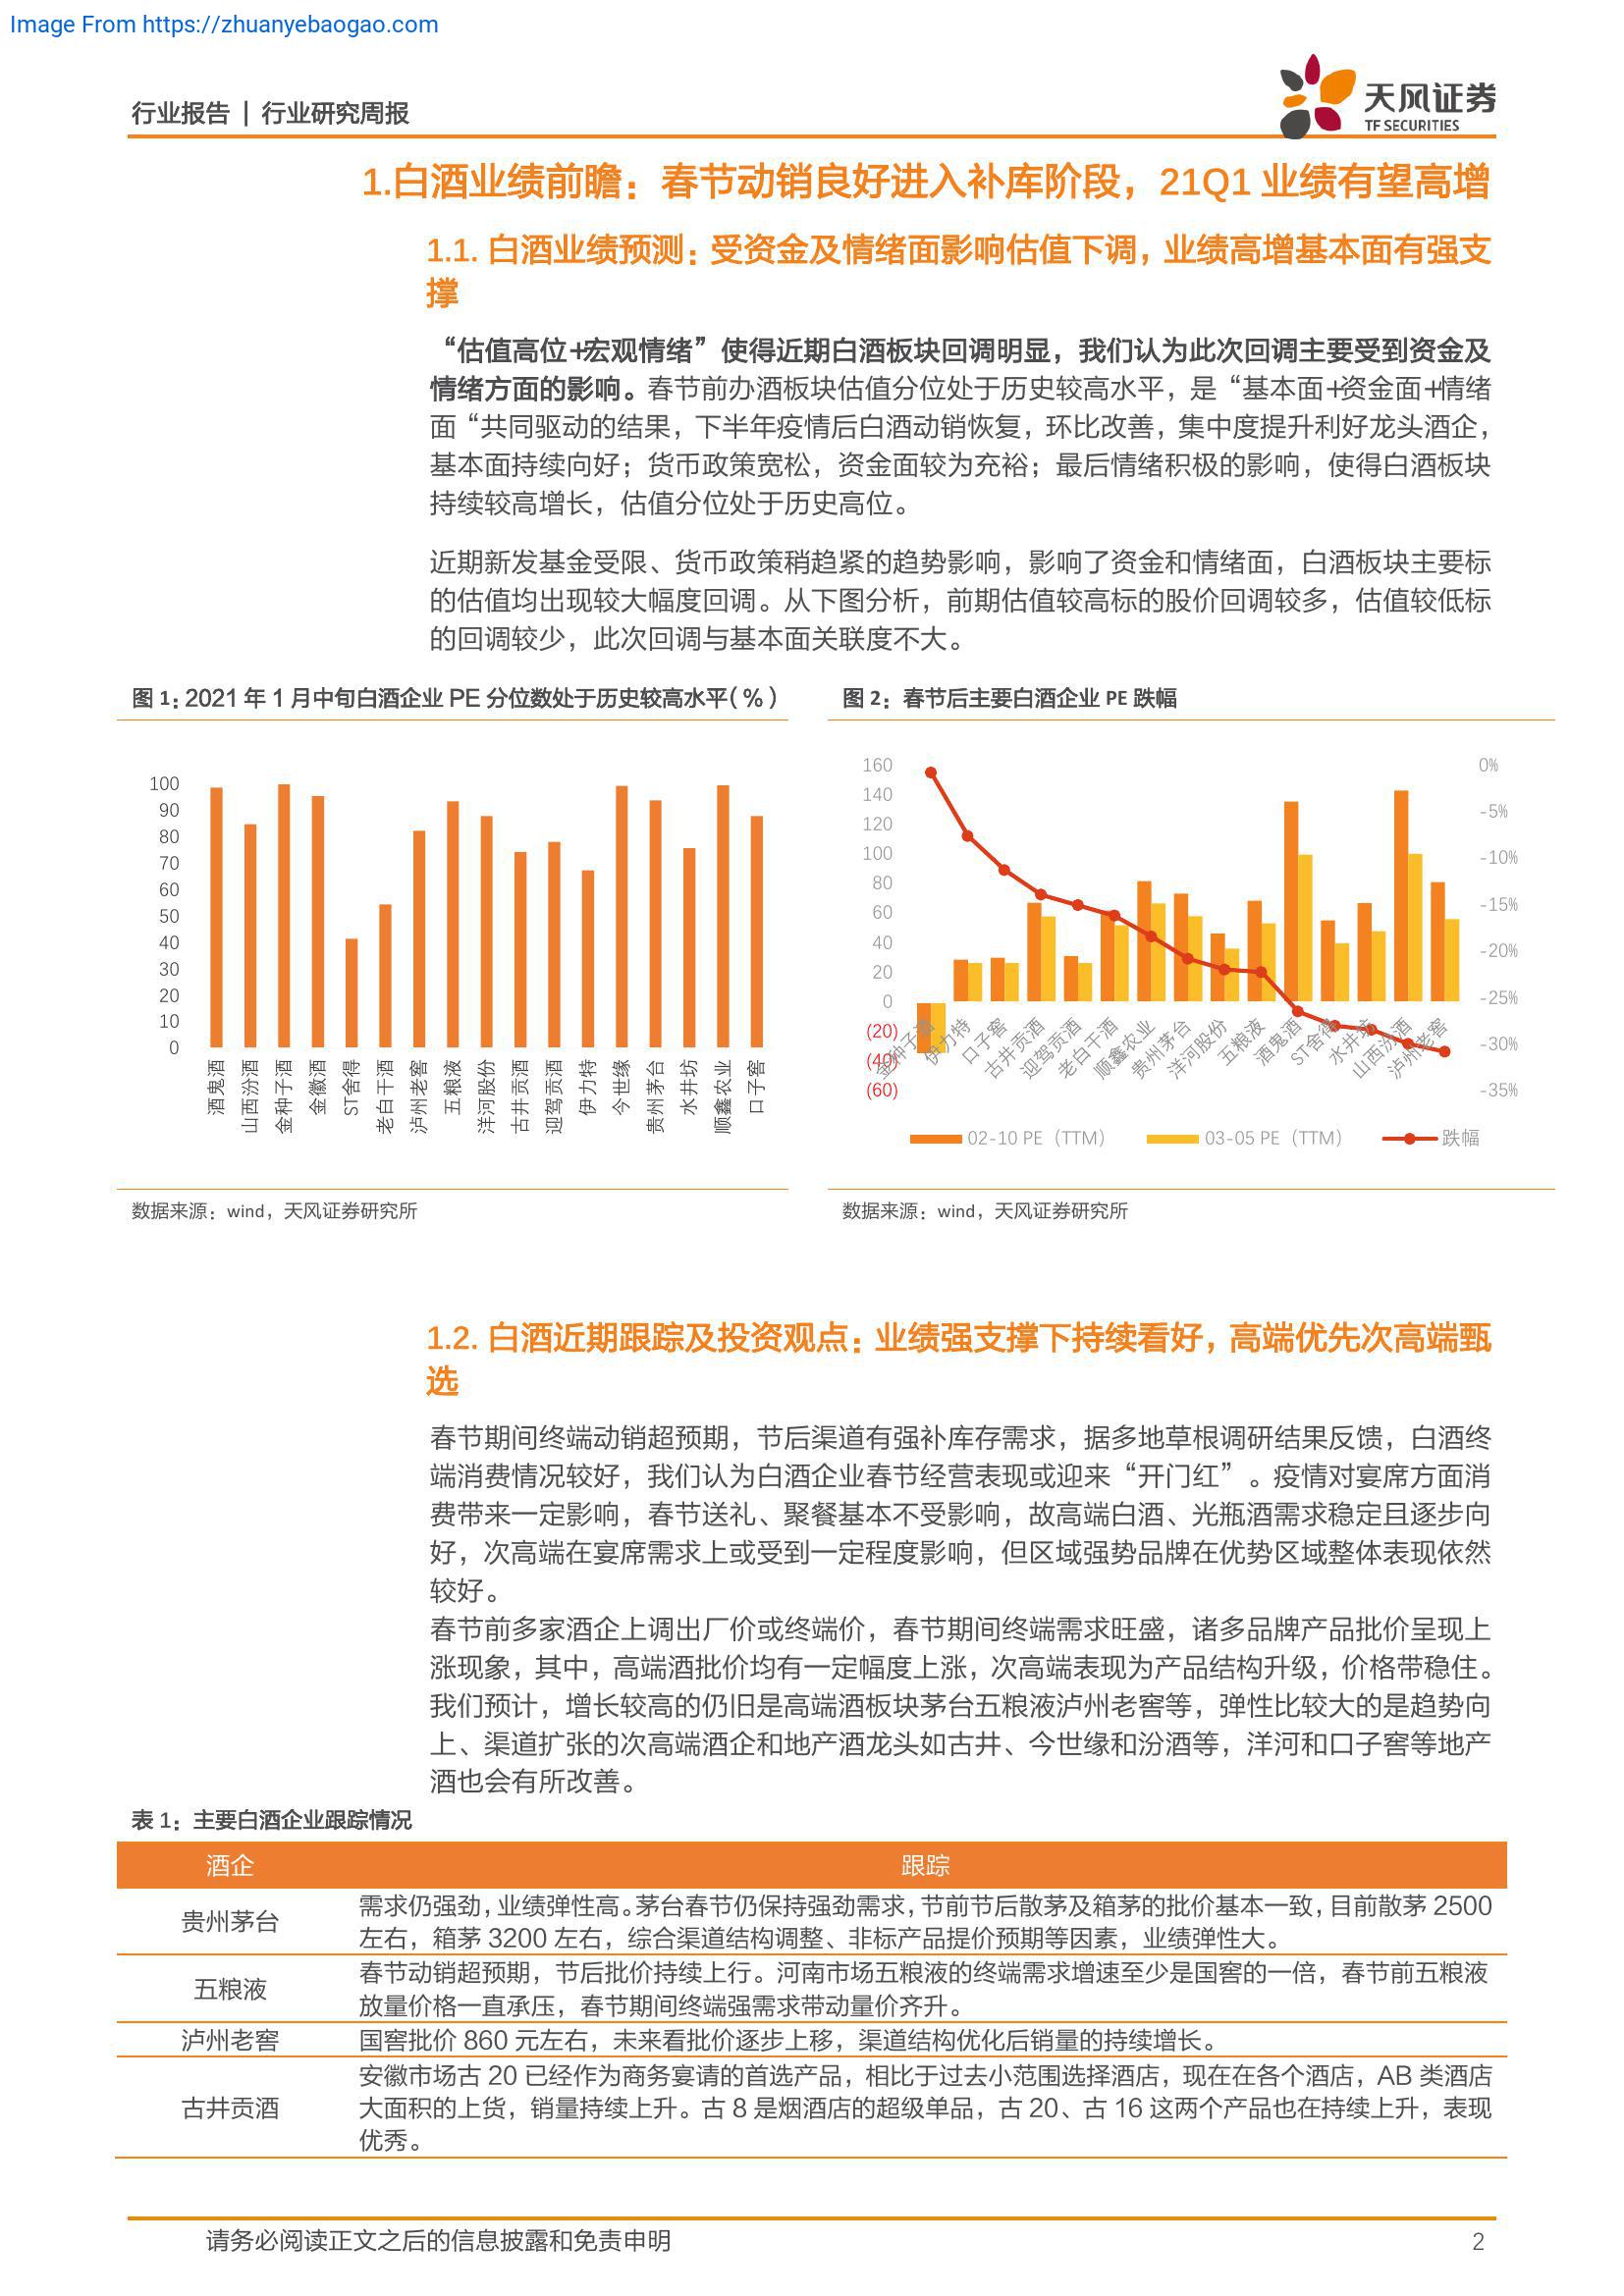 Image From https://zhuanyebaogao.com
行业报告 | 行业研究周报
天风证券
TF SECURITIES
1.白酒业绩前瞻：春节动销良好进入补库阶段，21Q1 业绩有望高增
1.1. 白酒业绩预测：受资金及情绪面影响估值下调，业绩高增基本面有强支
撑
“估值高位+宏观情绪”使得近期白酒板块回调明显，我们认为此次回调主要受到资金及
情绪方面的影响。春节前办酒板块估值分位处于历史较高水平，是“基本面+资金面+情绪
面“共同驱动的结果，下半年疫情后白酒动销恢复，环比改善，集中度提升利好龙头酒企，
基本面持续向好；货币政策宽松，资金面较为充裕；最后情绪积极的影响，使得白酒板块
持续较高增长，估值分位处于历史高位。
近期新发基金受限、货币政策稍趋紧的趋势影响，影响了资金和情绪面，白酒板块主要标
的估值均出现较大幅度回调。从下图分析，前期估值较高标的股价回调较多，估值较低标
的回调较少，此次回调与基本面关联度不大。
图 1：2021 年 1 月中旬白酒企业 PE 分位数处于历史较高水平（%）
100
90
80
70
60
50
40
30
20
10
0
酒鬼酒
山西汾酒
金种子酒
金徽酒
ST舍得
老白干酒
泸州老窖
五粮液
洋河股份
古井贡酒
迎驾贡酒
伊力特
今世缘
贵州茅台
水井坊
顺鑫农业
口子窖
数据来源：wind，天风证券研究所
图 2：春节后主要白酒企业 PE 跌幅
160
140
120
100
80
60
40
20
0
(20)
(40)
(60)
0%
-5%
-10%
-15%
-20%
-25%
-30%
-35%
金种子酒
伊力特
口子窖
古井贡酒
迎驾贡酒
老白干酒
顺鑫农业
贵州茅台
洋河股份
五粮液
酒鬼酒
ST舍得
水井坊
山西汾酒
泸州老窖
02-10 PE（TTM）
03-05 PE（TTM）
跌幅
数据来源：wind，天风证券研究所
1.2. 白酒近期跟踪及投资观点：业绩强支撑下持续看好，高端优先次高端甄
选
春节期间终端动销超预期，节后渠道有强补库存需求，据多地草根调研结果反馈，白酒终
端消费情况较好，我们认为白酒企业春节经营表现或迎来“开门红”。疫情对宴席方面消
费带来一定影响，春节送礼、聚餐基本不受影响，故高端白酒、光瓶酒需求稳定且逐步向
好，次高端在宴席需求上或受到一定程度影响，但区域强势品牌在优势区域整体表现依然
较好。
春节前多家酒企上调出厂价或终端价，春节期间终端需求旺盛，诸多品牌产品批价呈现上
涨现象，其中，高端酒批价均有一定幅度上涨，次高端表现为产品结构升级，价格带稳住。
我们预计，增长较高的仍旧是高端酒板块茅台五粮液泸州老窖等，弹性比较大的是趋势向
上、渠道扩张的次高端酒企和地产酒龙头如古井、今世缘和汾酒等，洋河和口子窖等地产
酒也会有所改善。
表 1：主要白酒企业跟踪情况
酒企
跟踪
贵州茅台
需求仍强劲，业绩弹性高。茅台春节仍保持强劲需求，节前节后散茅及箱茅的批价基本一致，目前散茅 2500
左右，箱茅 3200 左右，综合渠道结构调整、非标产品提价预期等因素，业绩弹性大。
五粮液
春节动销超预期，节后批价持续上行。河南市场五粮液的终端需求增速至少是国窖的一倍，春节前五粮液
放量价格一直承压，春节期间终端强需求带动量价齐升。
泸州老窖
国窖批价 860 元左右，未来看批价逐步上移，渠道结构优化后销量的持续增长。
古井贡酒
安徽市场古 20 已经作为商务宴请的首选产品，相比于过去小范围选择酒店，现在在各个酒店，AB 类酒店
大面积的上货，销量持续上升。古 8 是烟酒店的超级单品，古 20、古 16 这两个产品也在持续上升，表现
优秀。
请务必阅读正文之后的信息披露和免责申明
2